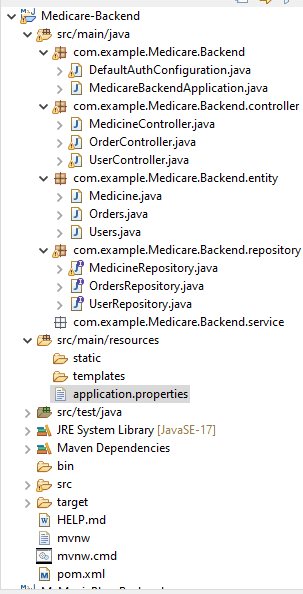 Medicare-Backend
src/main/java
com.example.Medicare.Backend
DefaultAuthConfiguration.java
MedicareBackendApplication.java
com.example.Medicare.Backend.controller
MedicineController.java
OrderController.java
UserController.java
com.example.Medicare.Backend.entity
Medicine.java
Orders.java
Users.java
com.example.Medicare.Backend.repository
MedicineRepository.java
OrdersRepository.java
UserRepository.java
com.example.Medicare.Backend.service
src/main/resources
static
templates
application.properties
src/test/java
JRE System Library [JavaSE-17]
Maven Dependencies
bin
src
target
HELP.md
mvnw
mvnw.cmd
pom.xml